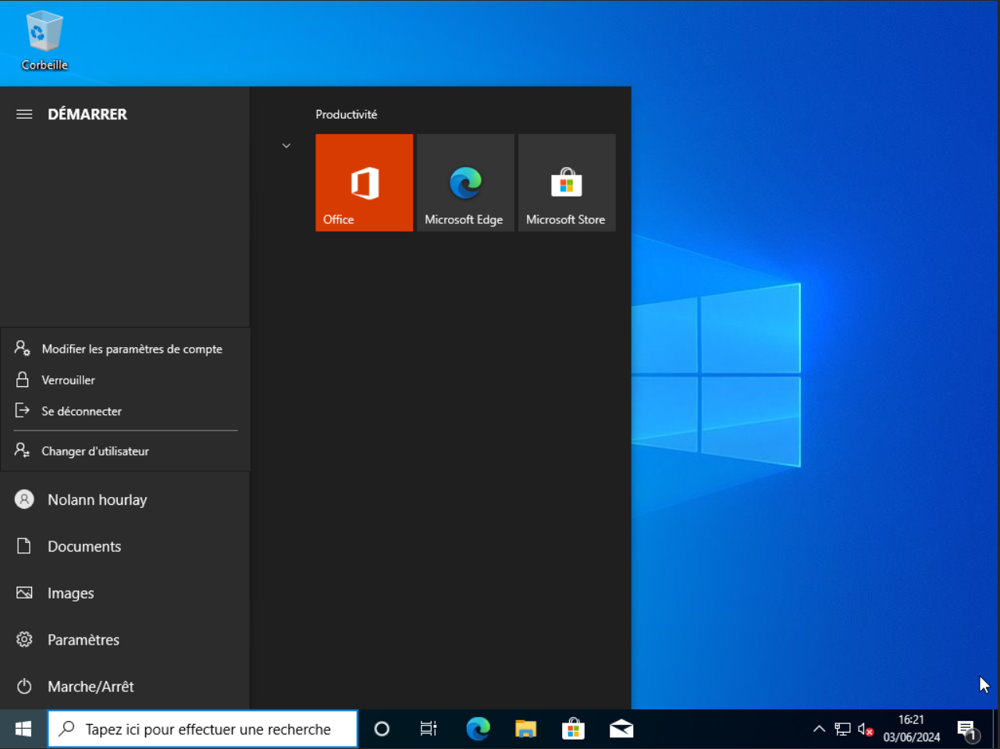 Corbeille
DÉMARRER
Productivité
Office
Microsoft Edge
Microsoft Store
Modifier les paramètres de compte
Verrouiller
Se déconnecter
Changer d'utilisateur
Nolann hourlay
Documents
Images
Paramètres
Marche/Arrêt
Tapez ici pour effectuer une recherche
16:21
03/06/2024
1